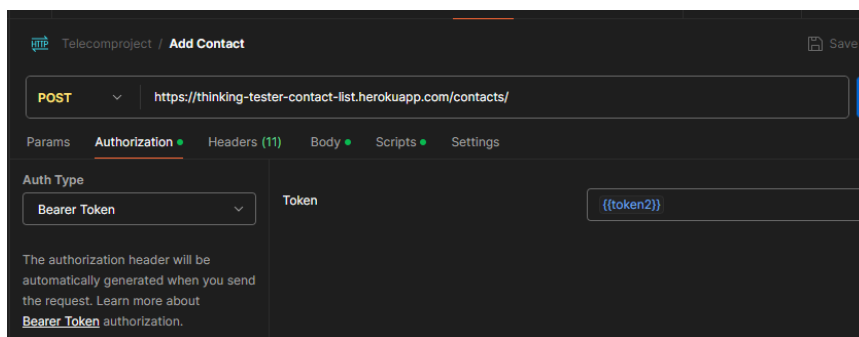 HTTP Telecomproject / Add Contact Save
POST https://thinking-tester-contact-list.herokuapp.com/contacts/
Params Authorization Headers (11) Body Scripts Settings
Auth Type
Bearer Token
Token
{{token2}}
The authorization header will be
automatically generated when you send
the request. Learn more about
Bearer Token authorization.